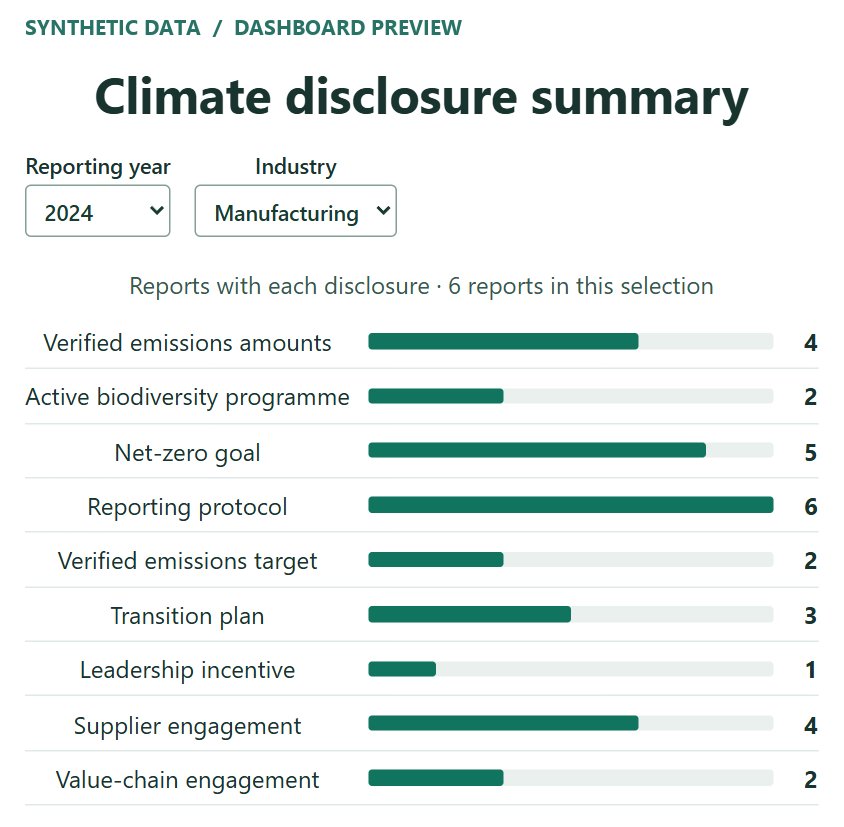 SYNTHETIC DATA / DASHBOARD PREVIEW
Climate disclosure summary
Reporting year Industry
2024 Manufacturing
Reports with each disclosure · 6 reports in this selection
Verified emissions amounts 4
Active biodiversity programme 2
Net-zero goal 5
Reporting protocol 6
Verified emissions target 2
Transition plan 3
Leadership incentive 1
Supplier engagement 4
Value-chain engagement 2